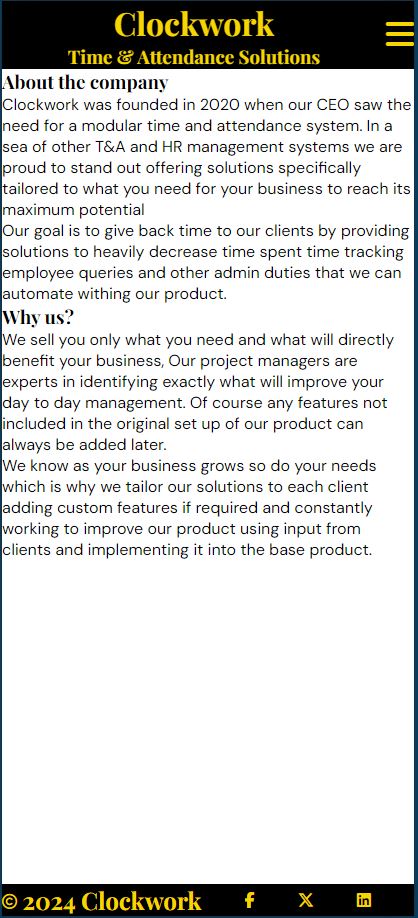 Clockwork
Time & Attendance Solutions
About the company
Clockwork was founded in 2020 when our CEO saw the
need for a modular time and attendance system. In a
sea of other T&A and HR management systems we are
proud to stand out offering solutions specifically
tailored to what you need for your business to reach its
maximum potential
Our goal is to give back time to our clients by providing
solutions to heavily decrease time spent time tracking
employee queries and other admin duties that we can
automate withing our product.
Why us?
We sell you only what you need and what will directly
benefit your business, Our project managers are
experts in identifying exactly what will improve your
day to day management. Of course any features not
included in the original set up of our product can
always be added later.
We know as your business grows so do your needs
which is why we tailor our solutions to each client
adding custom features if required and constantly
working to improve our product using input from
clients and implementing it into the base product.
© 2024 Clockwork